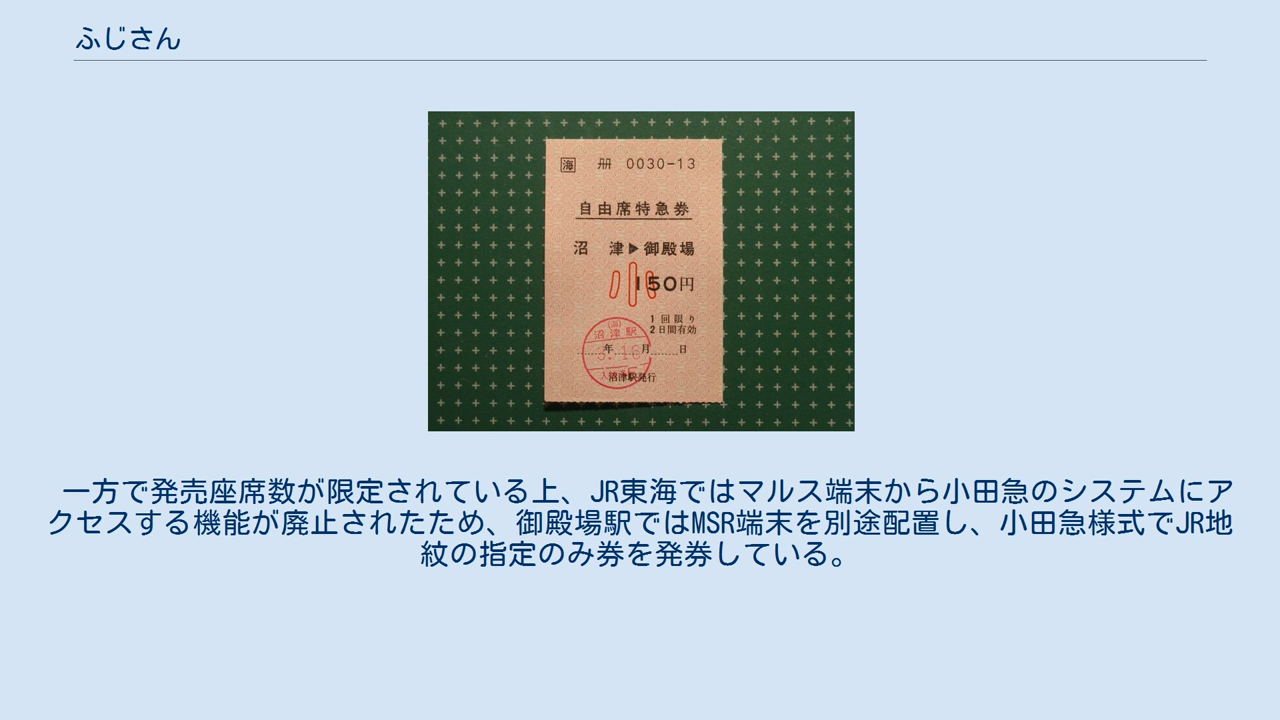 ふじさん
海 冊 0030-13
自由席特急券
沼 津▶御殿場
小 150円
1回限り
2日間有効
沼津駅
年 月 日
沼津駅発行
一方で発売座席数が限定されている上、JR東海ではマルス端末から小田急のシステムにア
クセスする機能が廃止されたため、御殿場駅ではMSR端末を別途配置し、小田急様式でJR地
紋の指定のみ券を発券している。